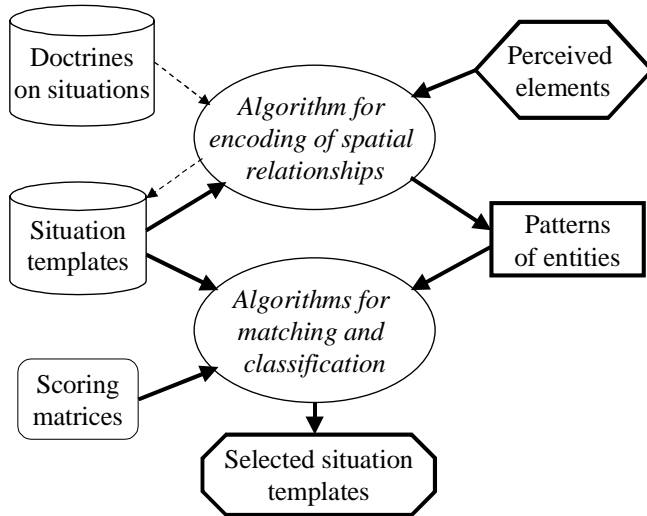 Doctrines
on situations
Perceived
elements
Algorithm for
encoding of spatial
relationships
Situation
templates
Patterns
of entities
Algorithms for
matching and
classification
Scoring
matrices
Selected situation
templates